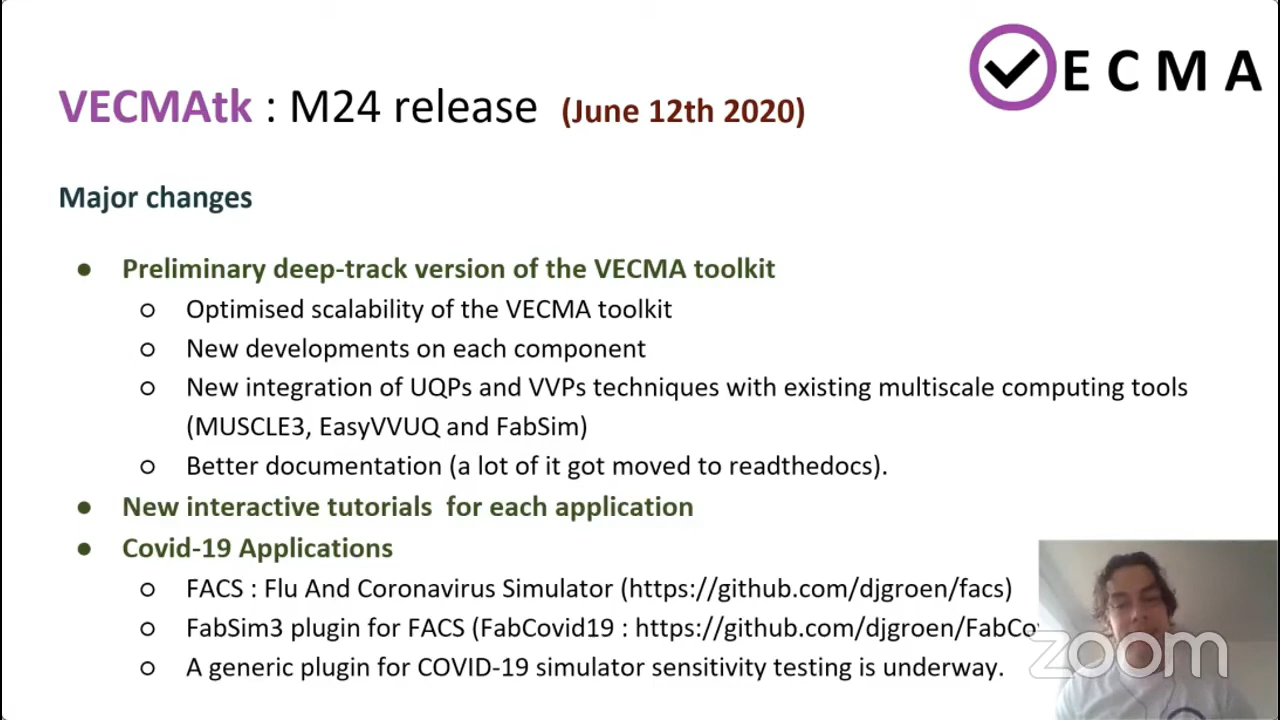 ECMA
VECMAtk : M24 release (June 12th 2020)
Major changes
● Preliminary deep-track version of the VECMA toolkit
○ Optimised scalability of the VECMA toolkit
○ New developments on each component
○ New integration of UQPs and VVPs techniques with existing multiscale computing tools
(MUSCLE3, EasyVVUQ and FabSim)
○ Better documentation (a lot of it got moved to readthedocs).
● New interactive tutorials for each application
● Covid-19 Applications
○ FACS : Flu And Coronavirus Simulator (https://github.com/djgroen/facs)
○ FabSim3 plugin for FACS (FabCovid19 : https://github.com/djgroen/FabCo
○ A generic plugin for COVID-19 simulator sensitivity testing is underway.
zoom